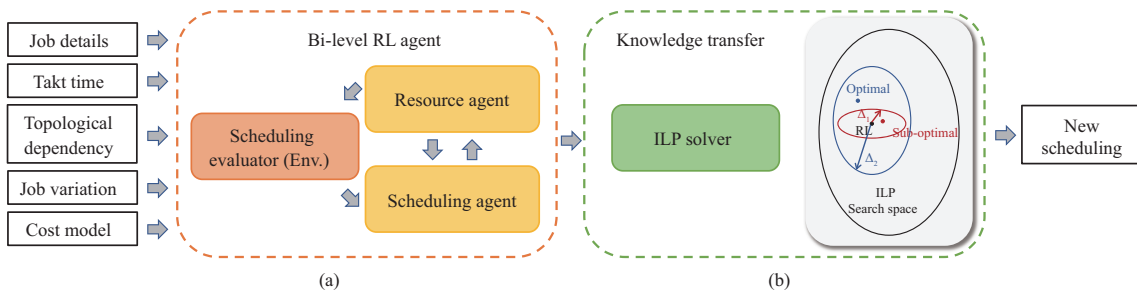 Job details
Takt time
Topological
dependency
Job variation
Cost model
Bi-level RL agent
Resource agent
Scheduling
evaluator (Env.)
Scheduling agent
(a)
Knowledge transfer
ILP solver
Optimal
Δ₁
RL
Sub-optimal
Δ₂
ILP
Search space
(b)
New
scheduling